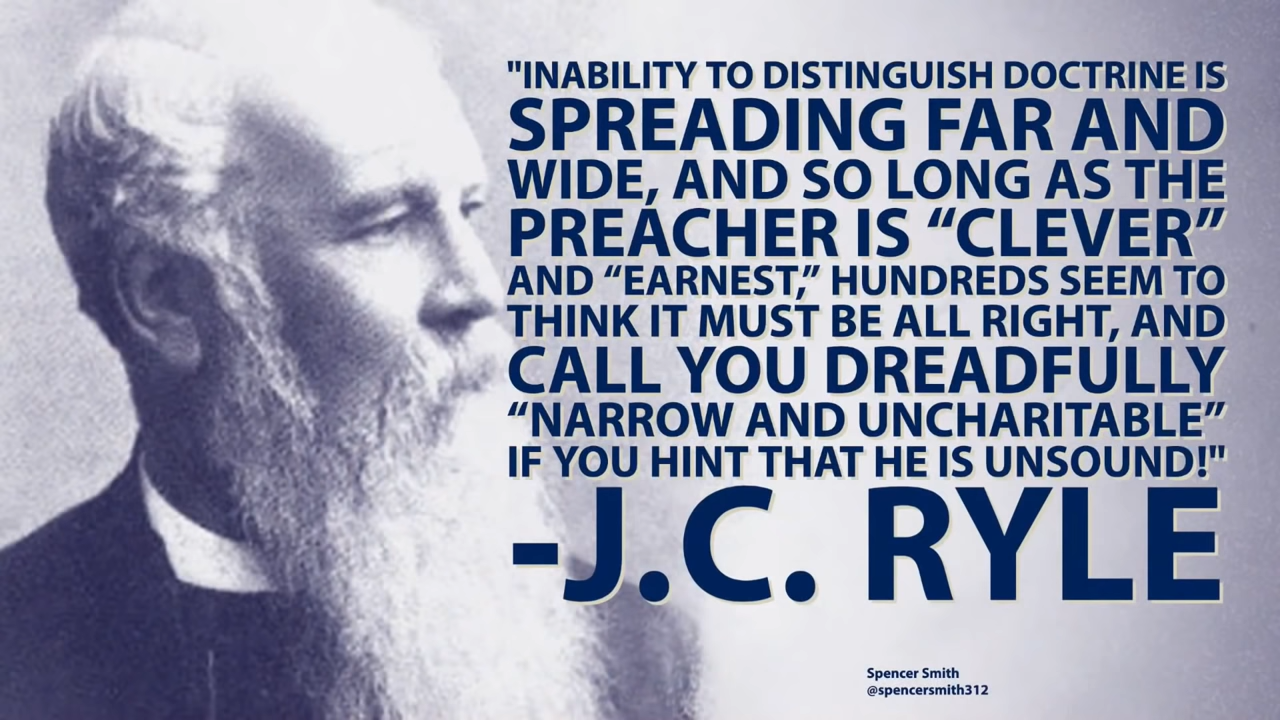 "INABILITY TO DISTINGUISH DOCTRINE IS
SPREADING FAR AND
WIDE, AND SO LONG AS THE
PREACHER IS “CLEVER”
AND “EARNEST,” HUNDREDS SEEM TO
THINK IT MUST BE ALL RIGHT, AND
CALL YOU DREADFULLY
“NARROW AND UNCHARITABLE”
IF YOU HINT THAT HE IS UNSOUND!"
-J.C. RYLE
Spencer Smith
@spencersmith312